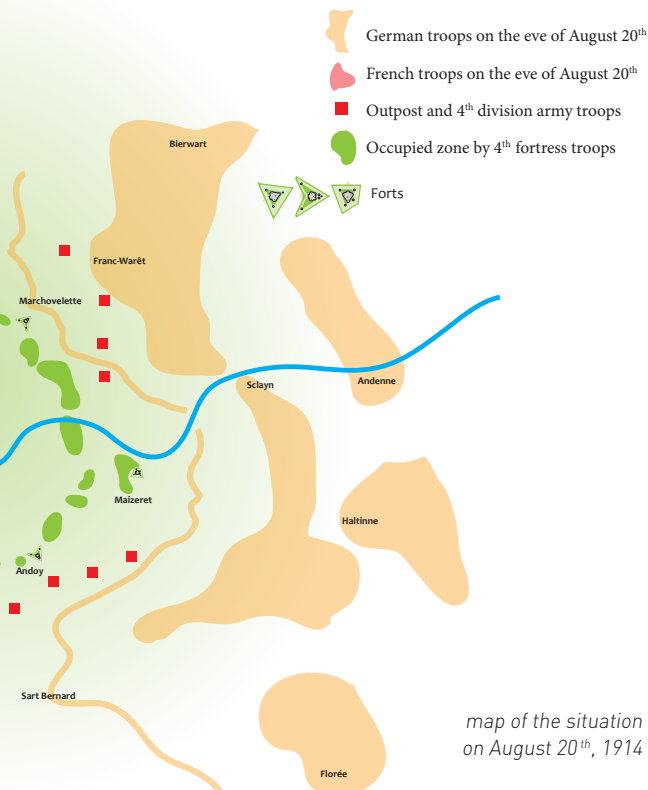 German troops on the eve of August 20th
French troops on the eve of August 20th
Outpost and 4th division army troops
Occupied zone by 4th fortress troops
Forts
Bierwart
Franc-Warêt
Marchovelette
Sclayn
Andenne
Maizeret
Haltinne
Andoy
Sart Bernard
Florée
map of the situation
on August 20th, 1914